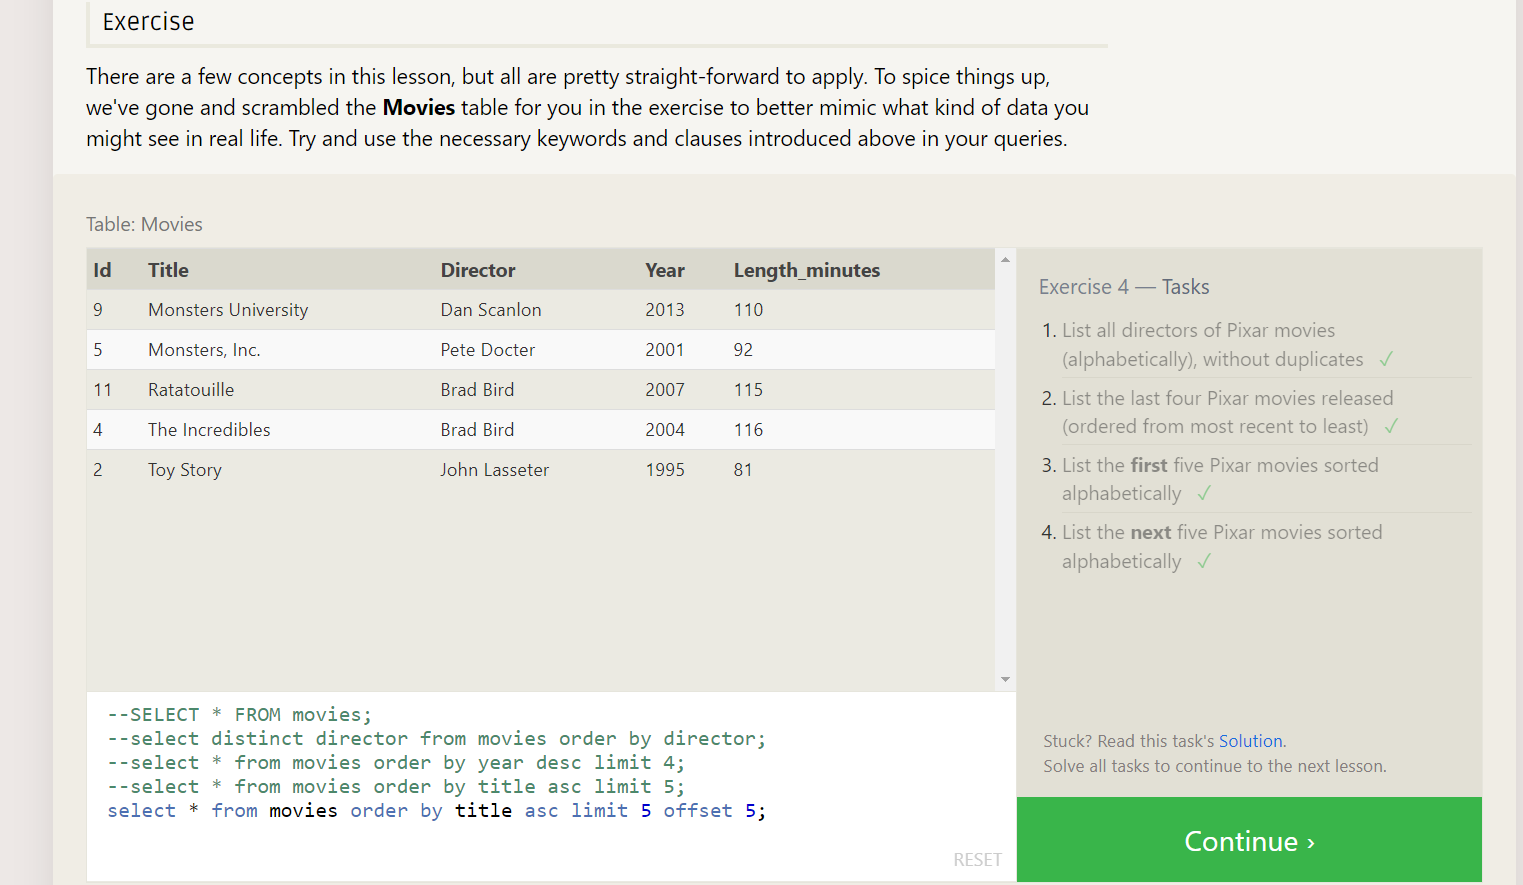 Exercise
There are a few concepts in this lesson, but all are pretty straight-forward to apply. To spice things up,
we've gone and scrambled the Movies table for you in the exercise to better mimic what kind of data you
might see in real life. Try and use the necessary keywords and clauses introduced above in your queries.
Table: Movies
Id Title Director Year Length_minutes
9 Monsters University Dan Scanlon 2013 110
5 Monsters, Inc. Pete Docter 2001 92
11 Ratatouille Brad Bird 2007 115
4 The Incredibles Brad Bird 2004 116
2 Toy Story John Lasseter 1995 81
--SELECT * FROM movies;
--select distinct director from movies order by director;
--select * from movies order by year desc limit 4;
--select * from movies order by title asc limit 5;
select * from movies order by title asc limit 5 offset 5;
RESET
Exercise 4 — Tasks
1. List all directors of Pixar movies
(alphabetically), without duplicates ✓
2. List the last four Pixar movies released
(ordered from most recent to least) ✓
3. List the first five Pixar movies sorted
alphabetically ✓
4. List the next five Pixar movies sorted
alphabetically ✓
Stuck? Read this task's Solution.
Solve all tasks to continue to the next lesson.
Continue ›